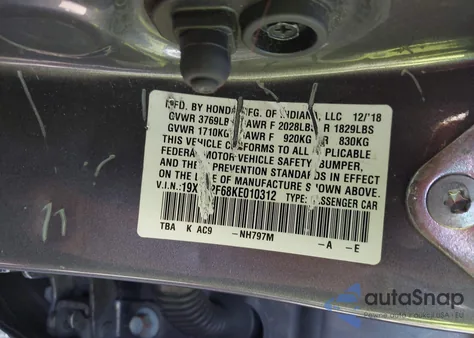 MFD. BY HONDA MFG. OF INDIANA, LLC 12/'18
GVWR 3769LBS GAWR F 2028LBS R 1829LBS
GVWR 1710KG GAWR F 920KG R 830KG
THIS VEHICLE CONFORMS TO ALL APPLICABLE
FEDERAL MOTOR VEHICLE SAFETY BUMPER,
AND THEFT PREVENTION STANDARDS IN EFFECT
ON THE DATE OF MANUFACTURE SHOWN ABOVE.
V.I.N.: 19X F68KE010312 TYPE: PASSENGER CAR
TBA K AC9 -NH797M -A -E
11
autoSnap